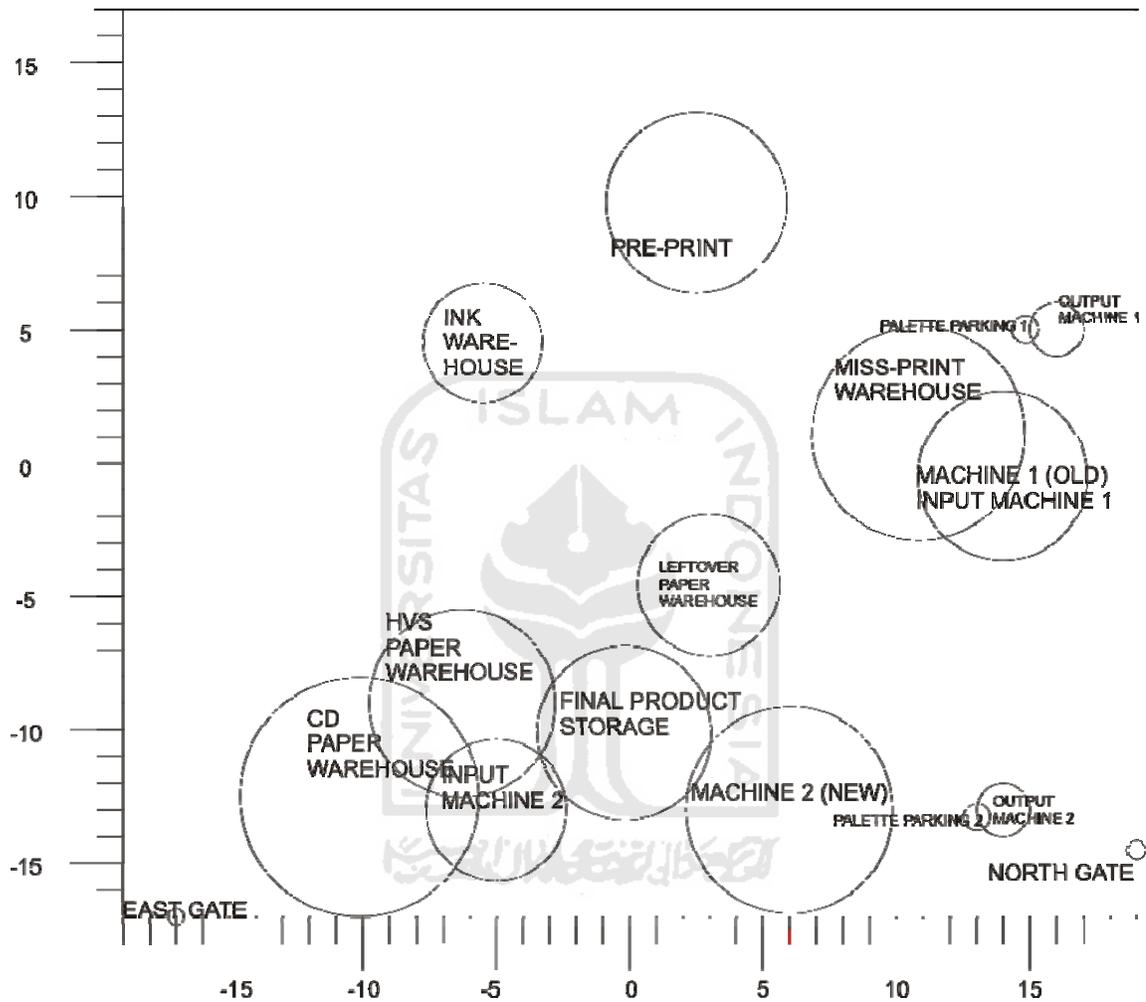 15
10
PRE-PRINT
INK
WARE-
HOUSE
5
OUTPUT
MACHINE 1
PALETTE PARKING 1
MISS-PRINT
WAREHOUSE
ISLAM
UNIVERSITAS
INDONESIA
0
MACHINE 1 (OLD)
INPUT MACHINE 1
LEFTOVER
PAPER
WAREHOUSE
-5
HVS
PAPER
WAREHOUSE
FINAL PRODUCT
STORAGE
-10
CD
PAPER
WAREHOUSE
INPUT
MACHINE 2
MACHINE 2 (NEW)
PALETTE PARKING 2
OUTPUT
MACHINE 2
-15
NORTH GATE
EAST GATE
-15 -10 -5 0 5 10 15